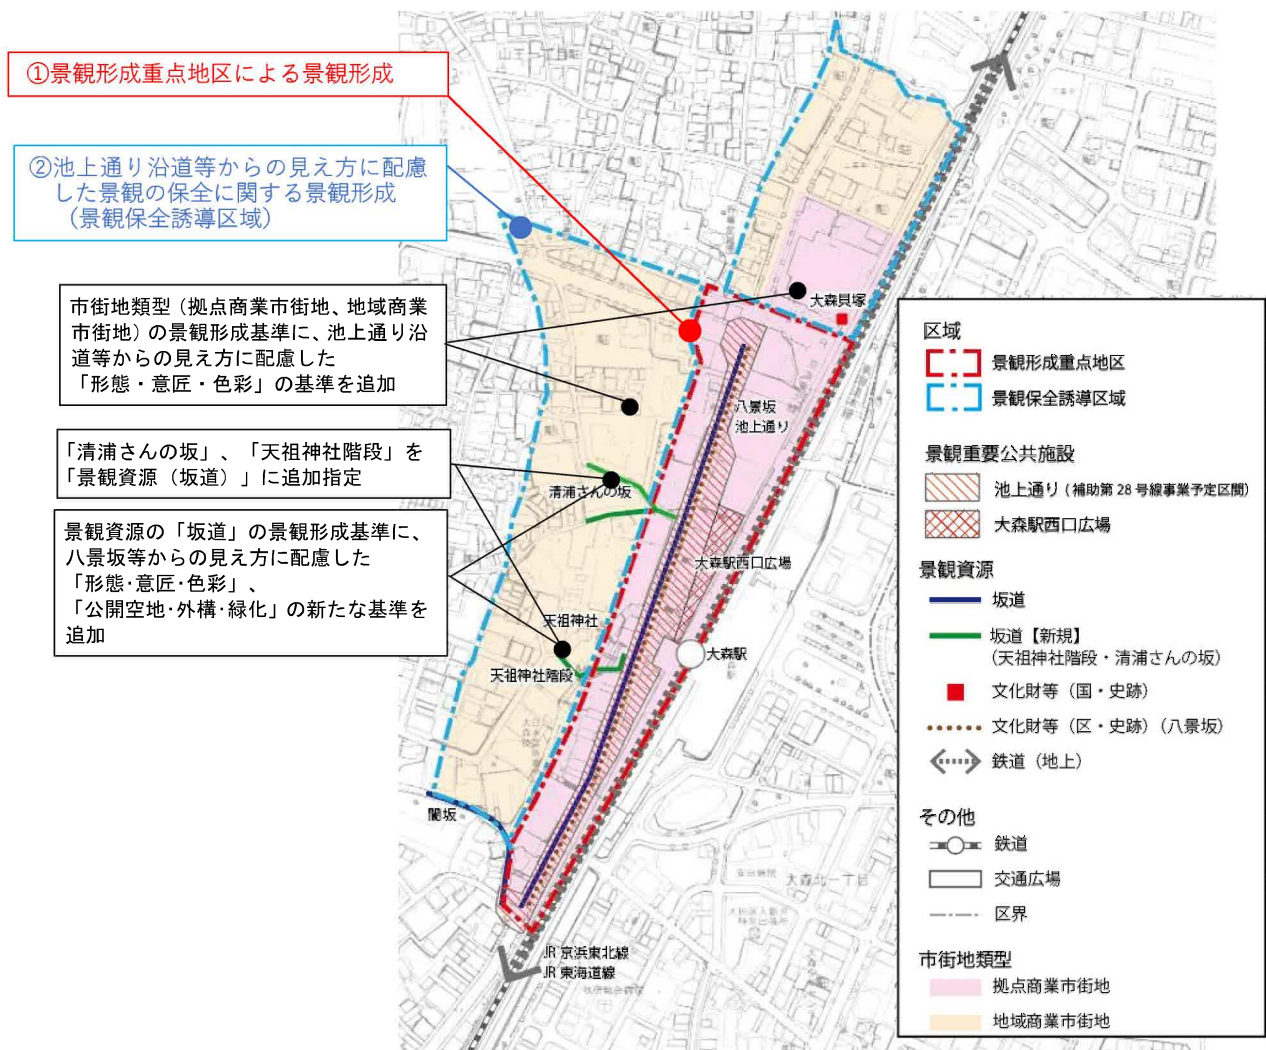 ①景観形成重点地区による景観形成
②池上通り沿道等からの見え方に配慮
した景観の保全に関する景観形成
（景観保全誘導区域）
市街地類型（拠点商業市街地、地域商業
市街地）の景観形成基準に、池上通り沿
道等からの見え方に配慮した
「形態・意匠・色彩」の基準を追加
「清浦さんの坂」、「天祖神社階段」を
「景観資源（坂道）」に追加指定
景観資源の「坂道」の景観形成基準に、
八景坂等からの見え方に配慮した
「形態･意匠･色彩」、
「公開空地･外構･緑化」の新たな基準を
追加
大森貝塚
八景坂
池上通り
清浦さんの坂
大森駅西口広場
天祖神社
大森駅
天祖神社階段
闇坂
大森北一丁目
JR 京浜東北線
JR 東海道線
区域
景観形成重点地区
景観保全誘導区域
景観重要公共施設
池上通り（補助第 28 号線事業予定区間）
大森駅西口広場
景観資源
坂道
坂道【新規】
（天祖神社階段・清浦さんの坂）
文化財等（国・史跡）
文化財等（区・史跡）（八景坂）
鉄道（地上）
その他
鉄道
交通広場
区界
市街地類型
拠点商業市街地
地域商業市街地